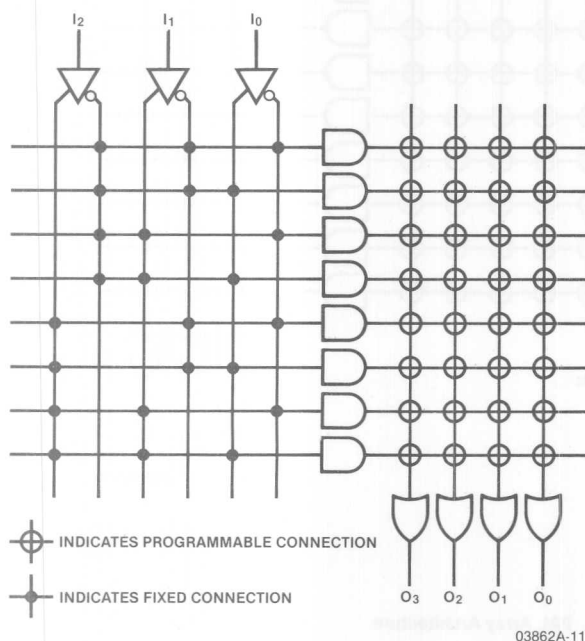 I2 I1 I0
INDICATES PROGRAMMABLE CONNECTION
INDICATES FIXED CONNECTION
O3 O2 O1 O0
03862A-11